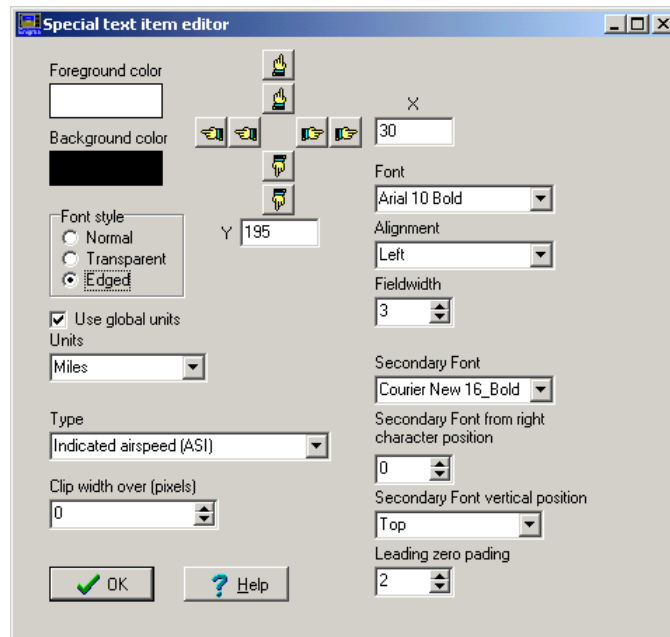 Special text item editor
Foreground color
Background color
X
30
Font
Arial 10 Bold
Font style
Normal
Transparent
Edged
Y 195
Alignment
Left
Fieldwidth
3
Use global units
Units
Miles
Secondary Font
Courier New 16_Bold
Type
Indicated airspeed (ASI)
Secondary Font from right
character position
0
Clip width over (pixels)
0
Secondary Font vertical position
Top
Leading zero pading
2
OK
Help